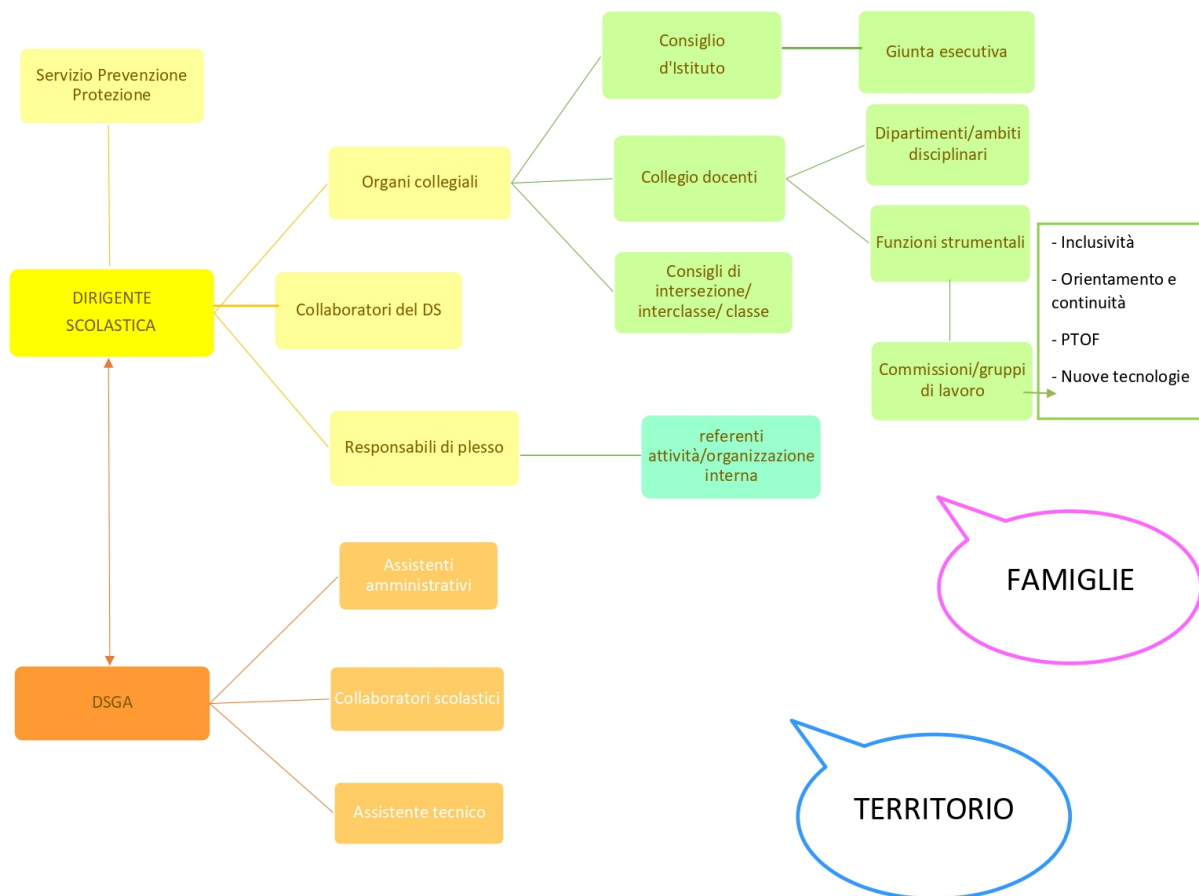 Servizio Prevenzione
Protezione
DIRIGENTE
SCOLASTICA
Organi collegiali
Collaboratori del DS
Responsabili di plesso
Consiglio
d'Istituto
Giunta esecutiva
Collegio docenti
Dipartimenti/ambiti
disciplinari
Funzioni strumentali
Consigli di
intersezione/
interclasse/ classe
Commissioni/gruppi
di lavoro
- Inclusività
- Orientamento e
continuità
- PTOF
- Nuove tecnologie
referenti
attività/organizzazione
interna
DSGA
Assistenti
amministrativi
Collaboratori scolastici
Assistente tecnico
FAMIGLIE
TERRITORIO